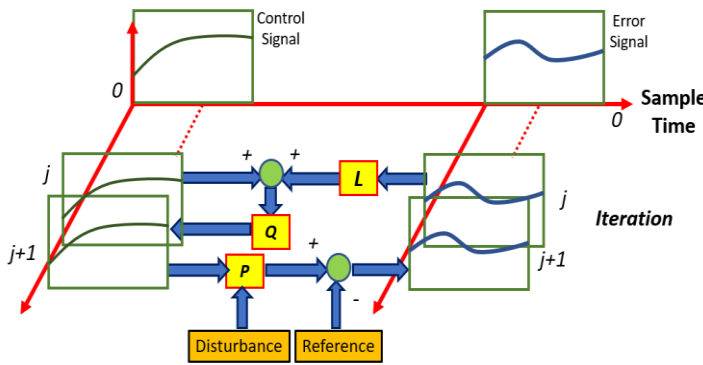 Control
Signal
Error
Signal
0
Sample
Time
0
j
+ +
L
j
Q
Iteration
j+1
+
P
j+1
-
Disturbance
Reference